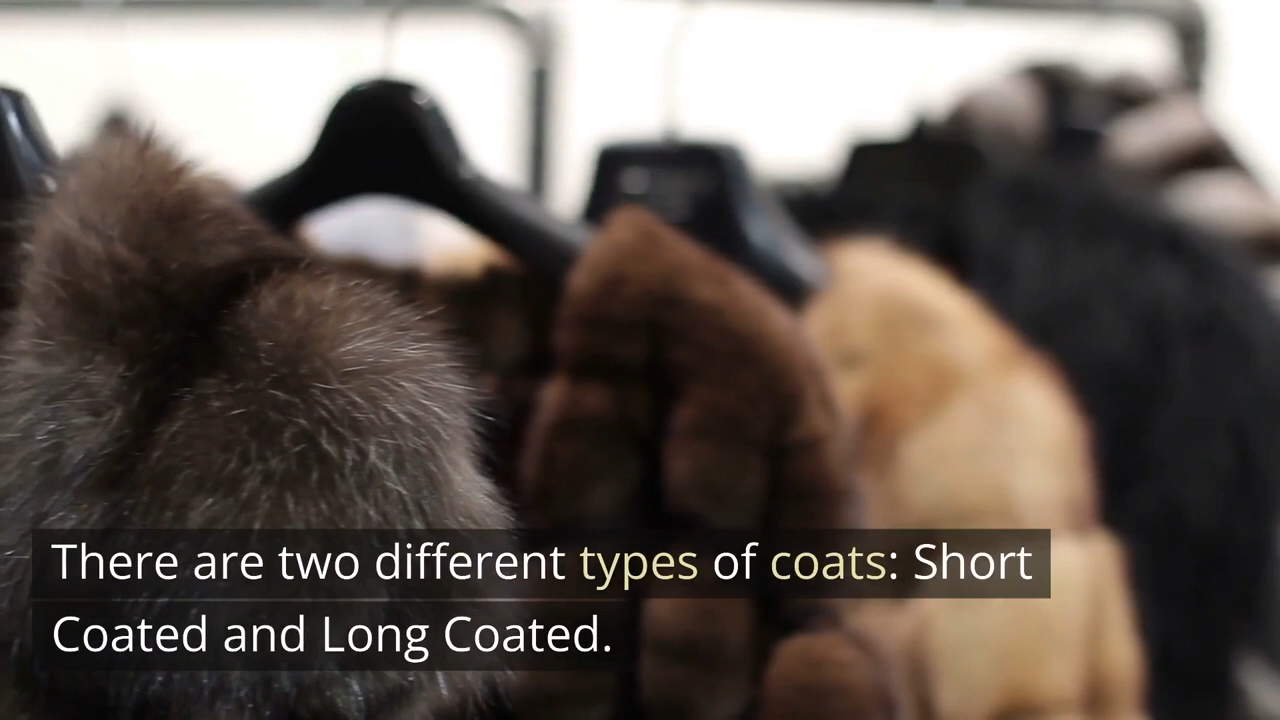 There are two different types of coats: Short
Coated and Long Coated.